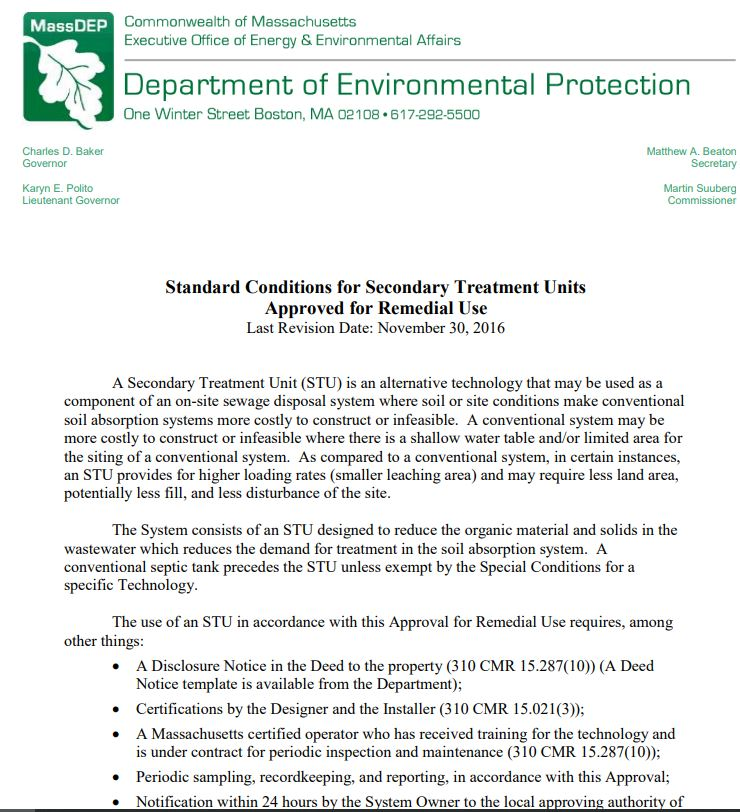 MassDEP
Commonwealth of Massachusetts
Executive Office of Energy & Environmental Affairs
Department of Environmental Protection
One Winter Street Boston, MA 02108 • 617-292-5500
Charles D. Baker
Governor
Karyn E. Polito
Lieutenant Governor
Matthew A. Beaton
Secretary
Martin Suuberg
Commissioner
Standard Conditions for Secondary Treatment Units
Approved for Remedial Use
Last Revision Date: November 30, 2016
A Secondary Treatment Unit (STU) is an alternative technology that may be used as a
component of an on-site sewage disposal system where soil or site conditions make conventional
soil absorption systems more costly to construct or infeasible. A conventional system may be
more costly to construct or infeasible where there is a shallow water table and/or limited area for
the siting of a conventional system. As compared to a conventional system, in certain instances,
an STU provides for higher loading rates (smaller leaching area) and may require less land area,
potentially less fill, and less disturbance of the site.
The System consists of an STU designed to reduce the organic material and solids in the
wastewater which reduces the demand for treatment in the soil absorption system. A
conventional septic tank precedes the STU unless exempt by the Special Conditions for a
specific Technology.
The use of an STU in accordance with this Approval for Remedial Use requires, among
other things:
• A Disclosure Notice in the Deed to the property (310 CMR 15.287(10)) (A Deed
Notice template is available from the Department);
• Certifications by the Designer and the Installer (310 CMR 15.021(3));
• A Massachusetts certified operator who has received training for the technology and
is under contract for periodic inspection and maintenance (310 CMR 15.287(10));
• Periodic sampling, recordkeeping, and reporting, in accordance with this Approval;
• Notification within 24 hours by the System Owner to the local approving authority of